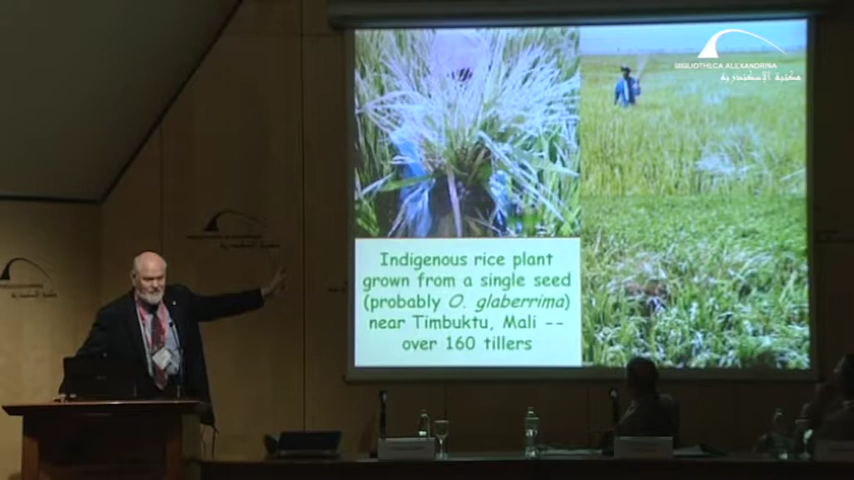 BIBLIOTHECA ALEXANDRINA
مكتبة الإسكندرية
Indigenous rice plant
grown from a single seed
(probably O. glaberrima)
near Timbuktu, Mali --
over 160 tillers